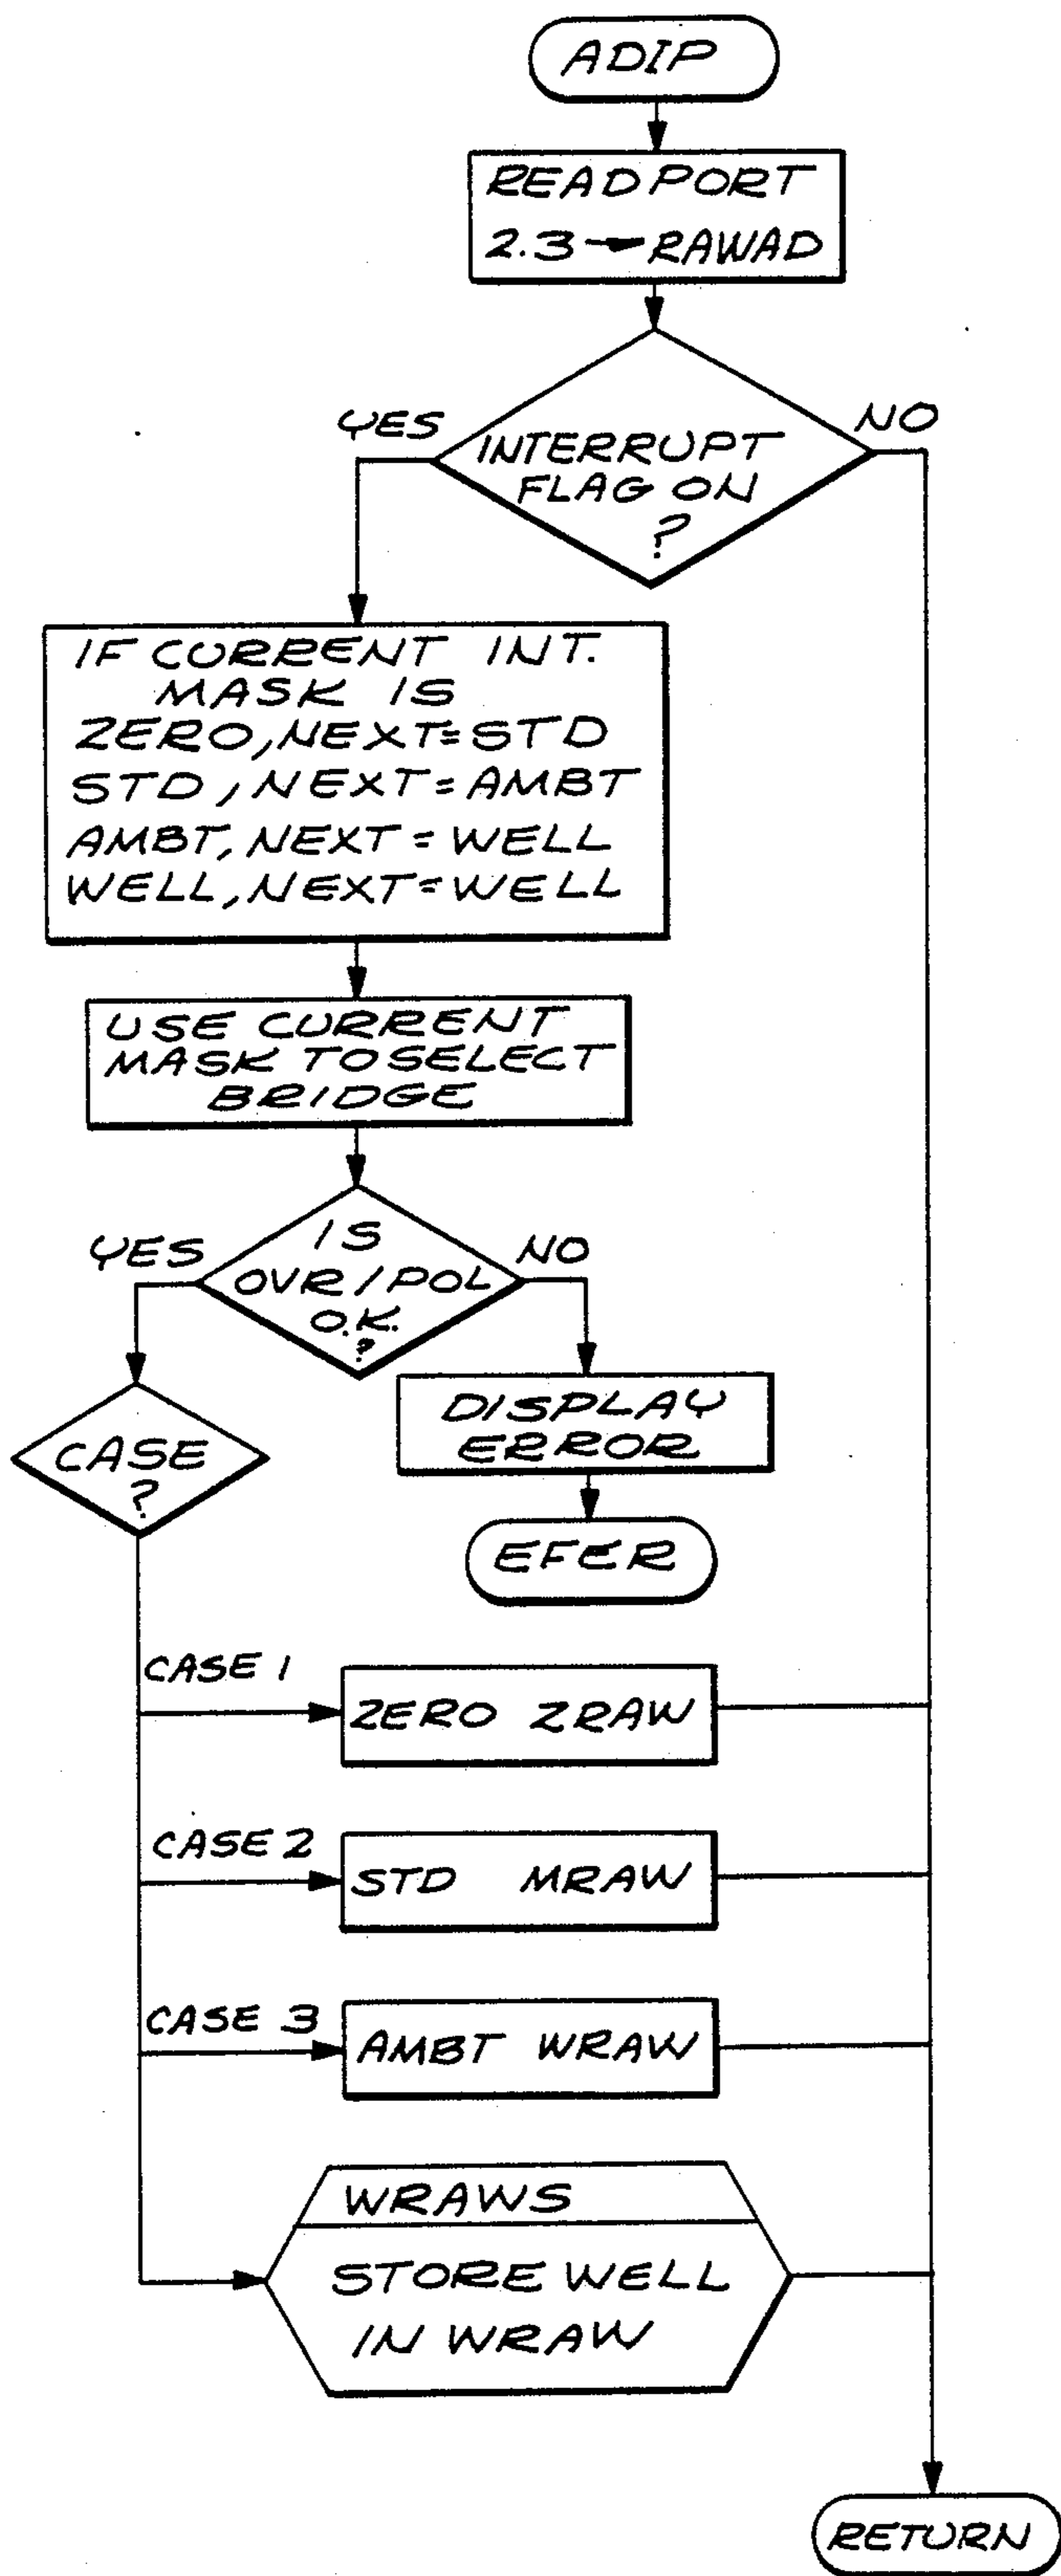 ADIP
READ PORT
2.3→RAWAD
YES
NO
INTERRUPT
FLAG ON
?
IF CURRENT INT.
MASK IS
ZERO, NEXT=STD
STD, NEXT=AMBT
AMBT, NEXT=WELL
WELL, NEXT=WELL
USE CURRENT
MASK TO SELECT
BRIDGE
YES
IS
NO
OVR/POL
O.K.
?
CASE
?
DISPLAY
ERROR
EFER
CASE 1
ZERO ZRAW
CASE 2
STD MRAW
CASE 3
AMBT WRAW
WRAWS
STORE WELL
IN WRAW
RETURN